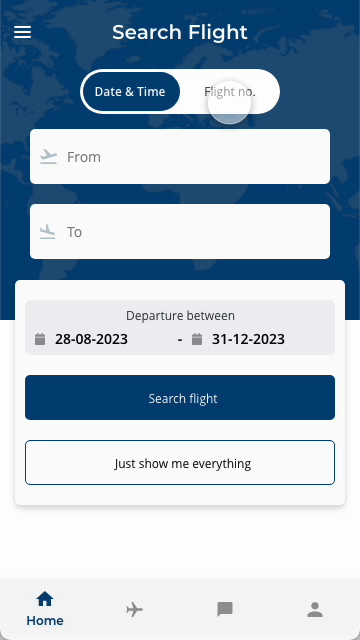 Search Flight
Date & Time
Flight no.
From
To
Departure between
28-08-2023 - 31-12-2023
Search flight
Just show me everything
Home